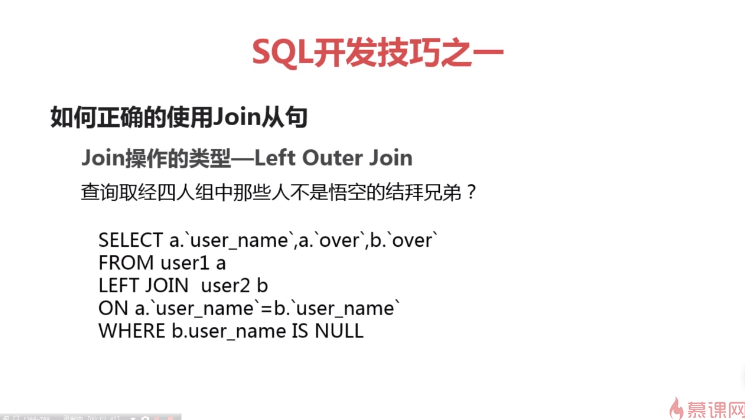 SQL开发技巧之一
如何正确的使用Join从句
Join操作的类型—Left Outer Join
查询取经四人组中那些人不是悟空的结拜兄弟？
SELECT a.`user_name`,a.`over`,b.`over`
FROM user1 a
LEFT JOIN  user2 b
ON a.`user_name`=b.`user_name`
WHERE b.user_name IS NULL
慕课网